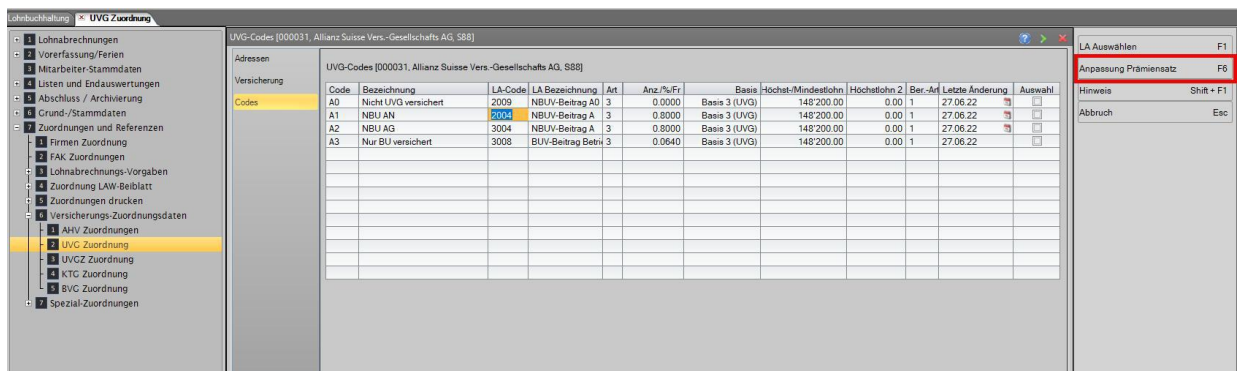 Lohnbuchhaltung UVG Zuordnung
1 Lohnabrechnungen
2 Vorerfassung/Ferien
3 Mitarbeiter-Stammdaten
4 Listen und Endauswertungen
5 Abschluss / Archivierung
6 Grund-/Stammdaten
7 Zuordnungen und Referenzen
1 Firmen Zuordnung
2 FAK Zuordnungen
3 Lohnabrechnungs-Vorgaben
4 Zuordnung LAW-Beiblatt
5 Zuordnungen drucken
6 Versicherungs-Zuordnungsdaten
1 AHV Zuordnungen
2 UVG Zuordnung
3 UVGZ Zuordnung
4 KTG Zuordnung
5 BVG Zuordnung
7 Spezial-Zuordnungen
UVG-Codes [000031, Allianz Suisse Vers.-Gesellschafts AG, S88]
Adressen
Versicherung
Codes
UVG-Codes [000031, Allianz Suisse Vers.-Gesellschafts AG, S88]
Code Bezeichnung LA-Code LA Bezeichnung Art Anz./%/Fr Basis Höchst-/Mindestlohn Höchstlohn 2 Ber.-Art Letzte Änderung Auswahl
A0 Nicht UVG versichert 2009 NBUV-Beitrag A0 3 0.0000 Basis 3 (UVG) 148'200.00 0.00 1 27.06.22
A1 NBU AN 2004 NBUV-Beitrag A 3 0.8000 Basis 3 (UVG) 148'200.00 0.00 1 27.06.22
A2 NBU AG 3004 NBUV-Beitrag A 3 0.8000 Basis 3 (UVG) 148'200.00 0.00 1 27.06.22
A3 Nur BU versichert 3008 BUV-Beitrag Betri 3 0.0640 Basis 3 (UVG) 148'200.00 0.00 1 27.06.22
LA Auswählen F1
Anpassung Prämiensatz F6
Hinweis Shift + F1
Abbruch Esc